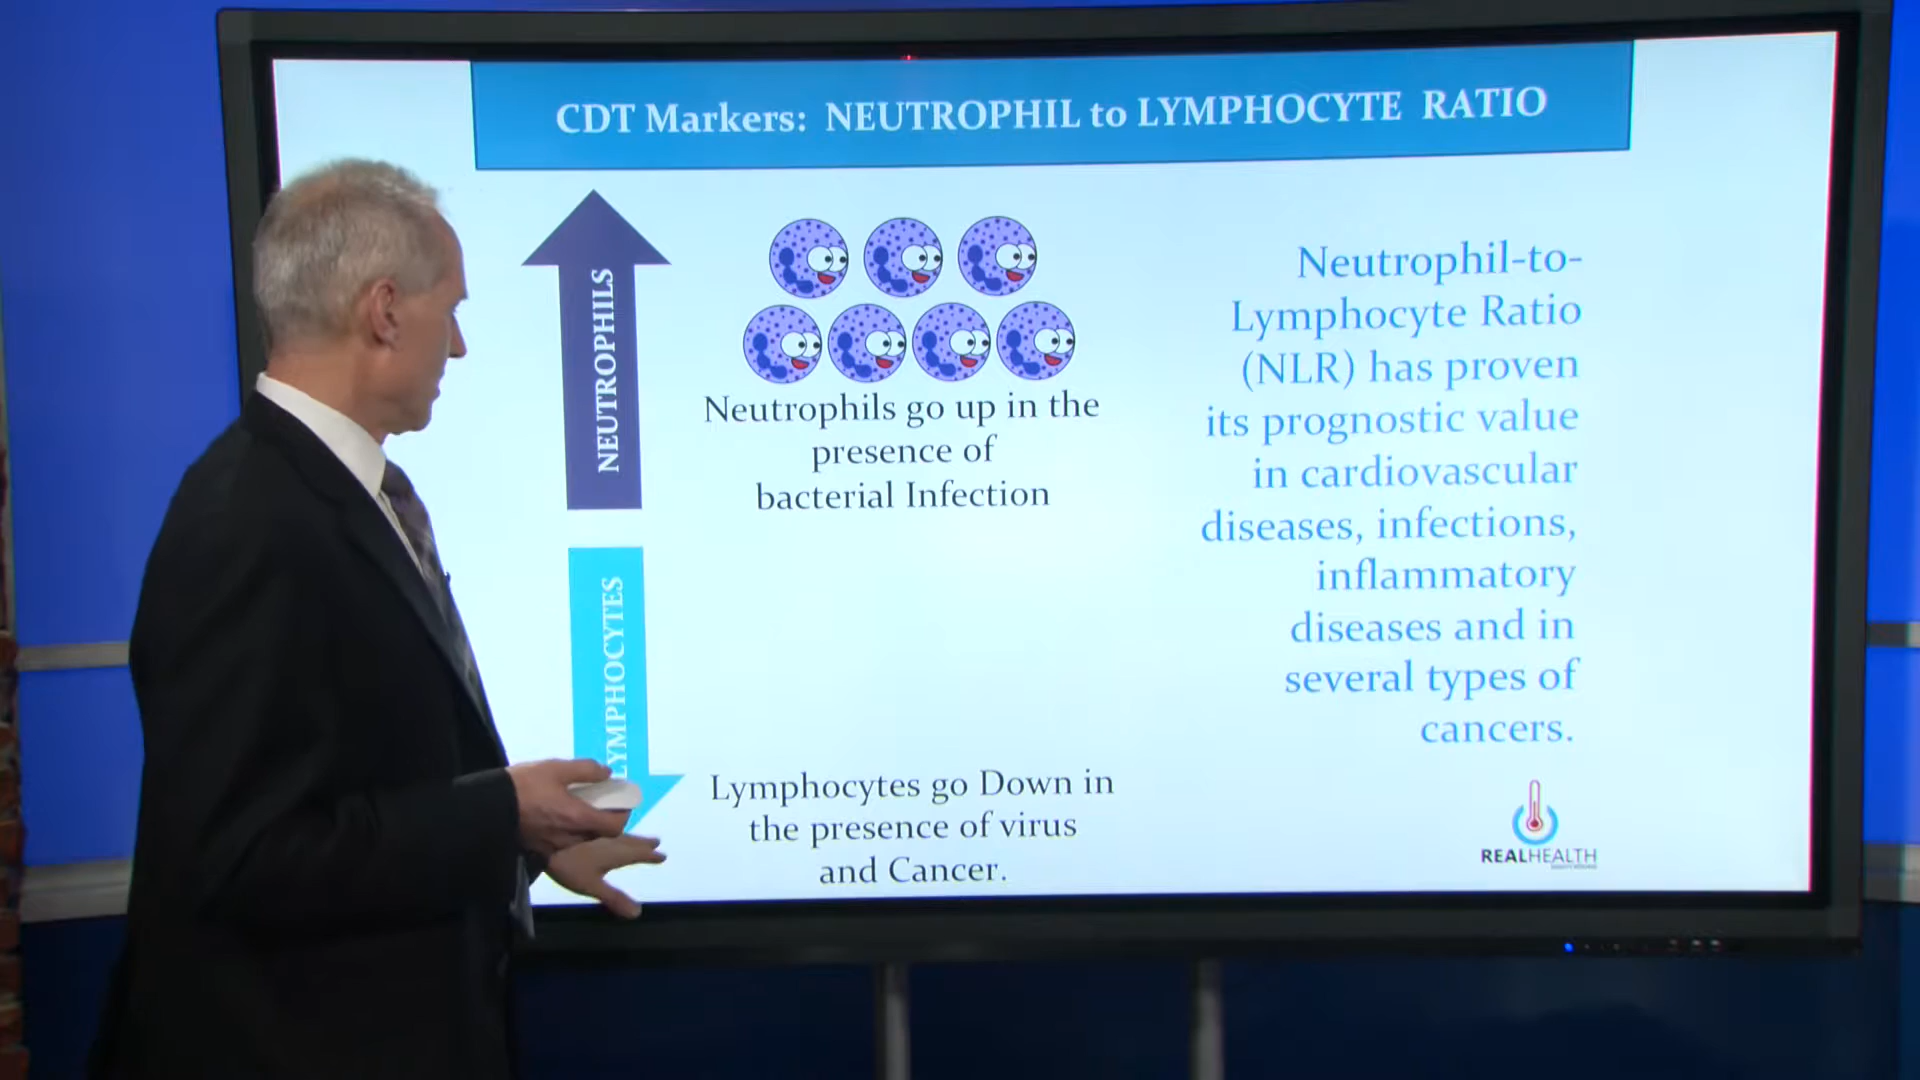 CDT Markers: NEUTROPHIL to LYMPHOCYTE RATIO
NEUTROPHILS
Neutrophils go up in the
presence of
bacterial Infection
LYMPHOCYTES
Lymphocytes go Down in
the presence of virus
and Cancer.
Neutrophil-to-
Lymphocyte Ratio
(NLR) has proven
its prognostic value
in cardiovascular
diseases, infections,
inflammatory
diseases and in
several types of
cancers.
REALHEALTH